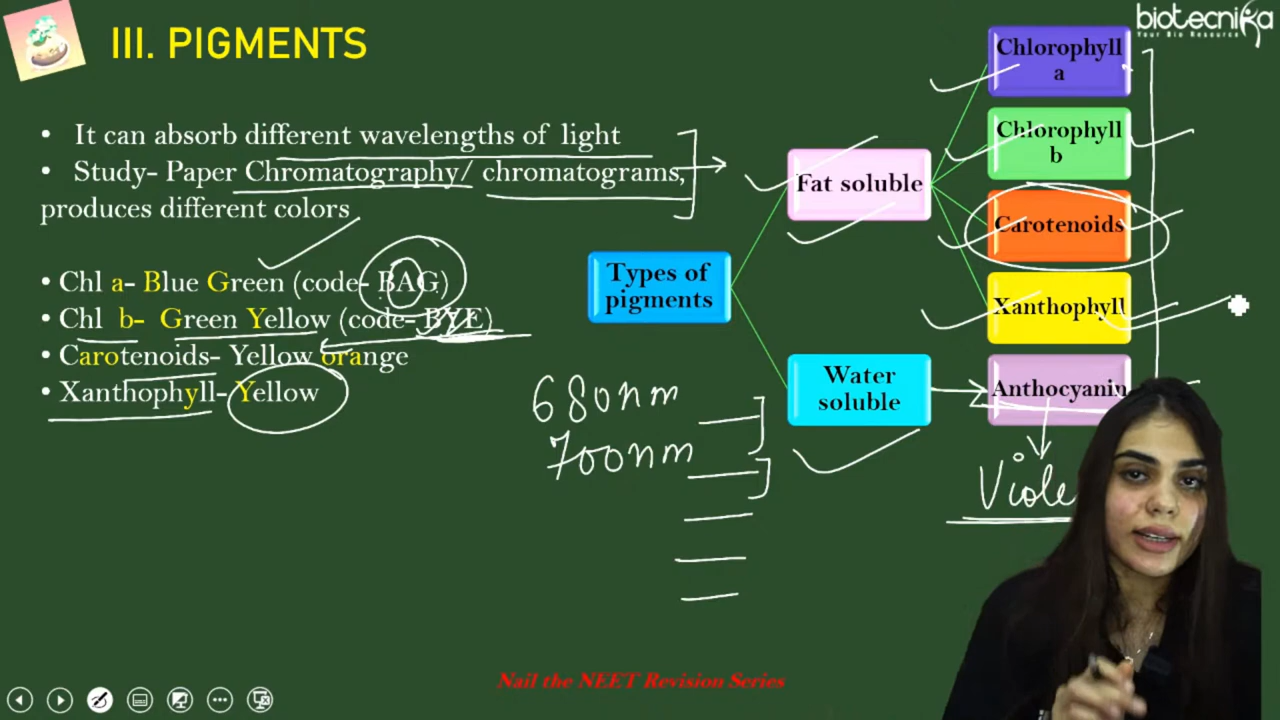 III. PIGMENTS
biotecnika
Your Bio Resource
• It can absorb different wavelengths of light
• Study- Paper Chromatography/ chromatograms,
produces different colors
• Chl a- Blue Green (code- BAG)
• Chl b- Green Yellow (code- BYE)
• Carotenoids- Yellow orange
• Xanthophyll- Yellow
Types of
pigments
Fat soluble
Water
soluble
Chlorophyll
a
Chlorophyll
b
Carotenoids
Xanthophyll
Anthocyanin
680nm
700nm
Viole
Nail the NEET Revision Series